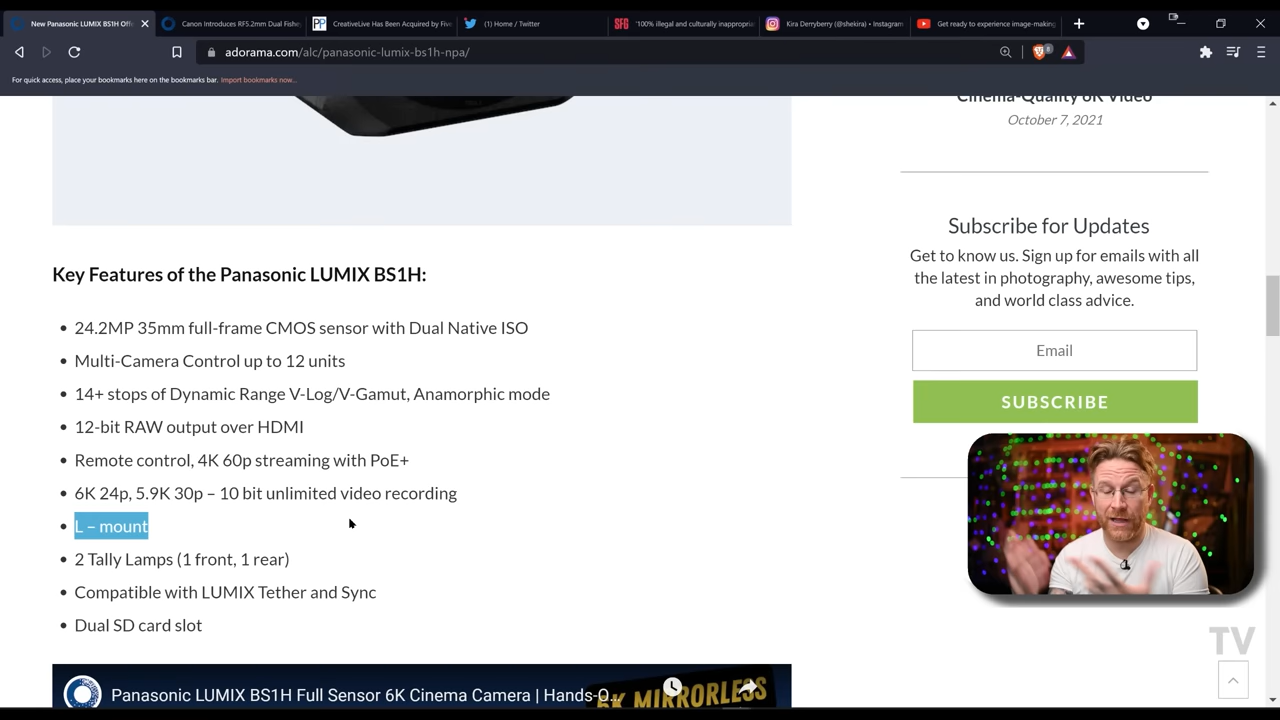 New Panasonic LUMIX BS1H Offe
Canon Introduces RF5.2mm Dual Fishe
PP CreativeLive Has Been Acquired by Five
(1) Home / Twitter
SFG '100% illegal and culturally inappropria
Kira Derryberry (@shekira) • Instagram
Get ready to experience image-making
adorama.com/alc/panasonic-lumix-bs1h-npa/
For quick access, place your bookmarks here on the bookmarks bar. Import bookmarks now...
Cinema-Quality 6K Video
October 7, 2021
Subscribe for Updates
Get to know us. Sign up for emails with all
the latest in photography, awesome tips,
and world class advice.
Email
SUBSCRIBE
Key Features of the Panasonic LUMIX BS1H:
• 24.2MP 35mm full-frame CMOS sensor with Dual Native ISO
• Multi-Camera Control up to 12 units
• 14+ stops of Dynamic Range V-Log/V-Gamut, Anamorphic mode
• 12-bit RAW output over HDMI
• Remote control, 4K 60p streaming with PoE+
• 6K 24p, 5.9K 30p – 10 bit unlimited video recording
• L – mount
• 2 Tally Lamps (1 front, 1 rear)
• Compatible with LUMIX Tether and Sync
• Dual SD card slot
TV
Panasonic LUMIX BS1H Full Sensor 6K Cinema Camera | Hands-O...
6K MIRRORLESS